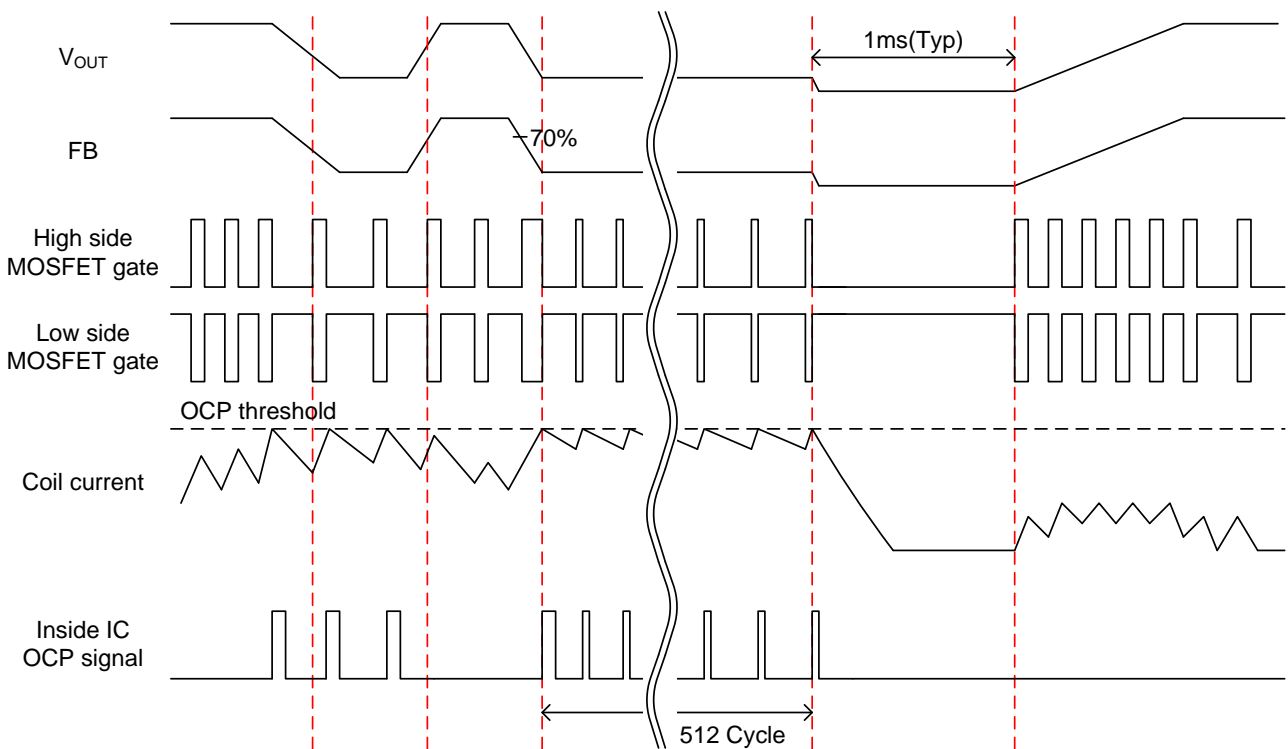 1ms(Typ)
VOUT
FB
–70%
High side
MOSFET gate
Low side
MOSFET gate
OCP threshold
Coil current
Inside IC
OCP signal
512 Cycle